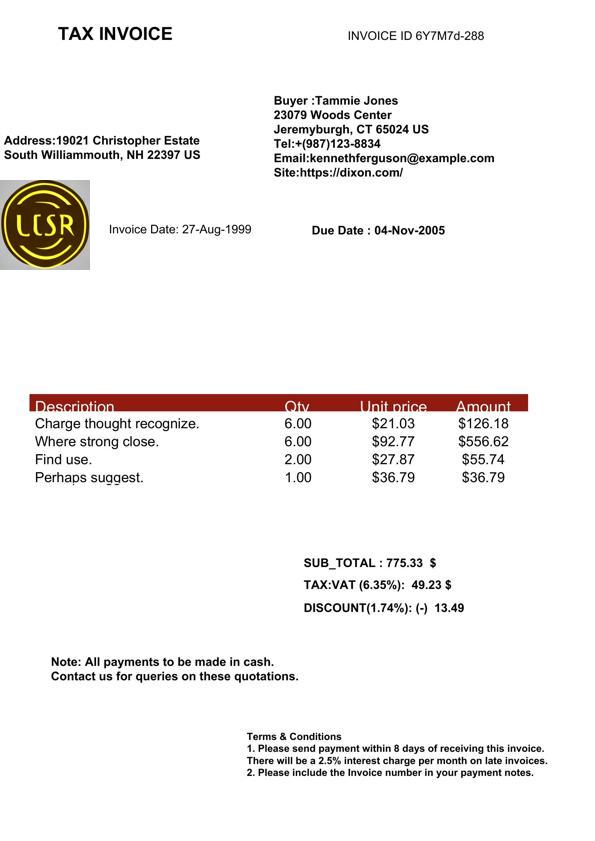 TAX INVOICE
INVOICE ID 6Y7M7d-288
Buyer :Tammie Jones
23079 Woods Center
Jeremyburgh, CT 65024 US
Tel:+(987)123-8834
Email:kennethferguson@example.com
Site:https://dixon.com/
Address:19021 Christopher Estate
South Williammouth, NH 22397 US
LCSR
Invoice Date: 27-Aug-1999
Due Date : 04-Nov-2005
Description Qty Unit price Amount
Charge thought recognize. 6.00 $21.03 $126.18
Where strong close. 6.00 $92.77 $556.62
Find use. 2.00 $27.87 $55.74
Perhaps suggest. 1.00 $36.79 $36.79
SUB_TOTAL : 775.33 $
TAX:VAT (6.35%): 49.23 $
DISCOUNT(1.74%): (-) 13.49
Note: All payments to be made in cash.
Contact us for queries on these quotations.
Terms & Conditions
1. Please send payment within 8 days of receiving this invoice.
There will be a 2.5% interest charge per month on late invoices.
2. Please include the Invoice number in your payment notes.